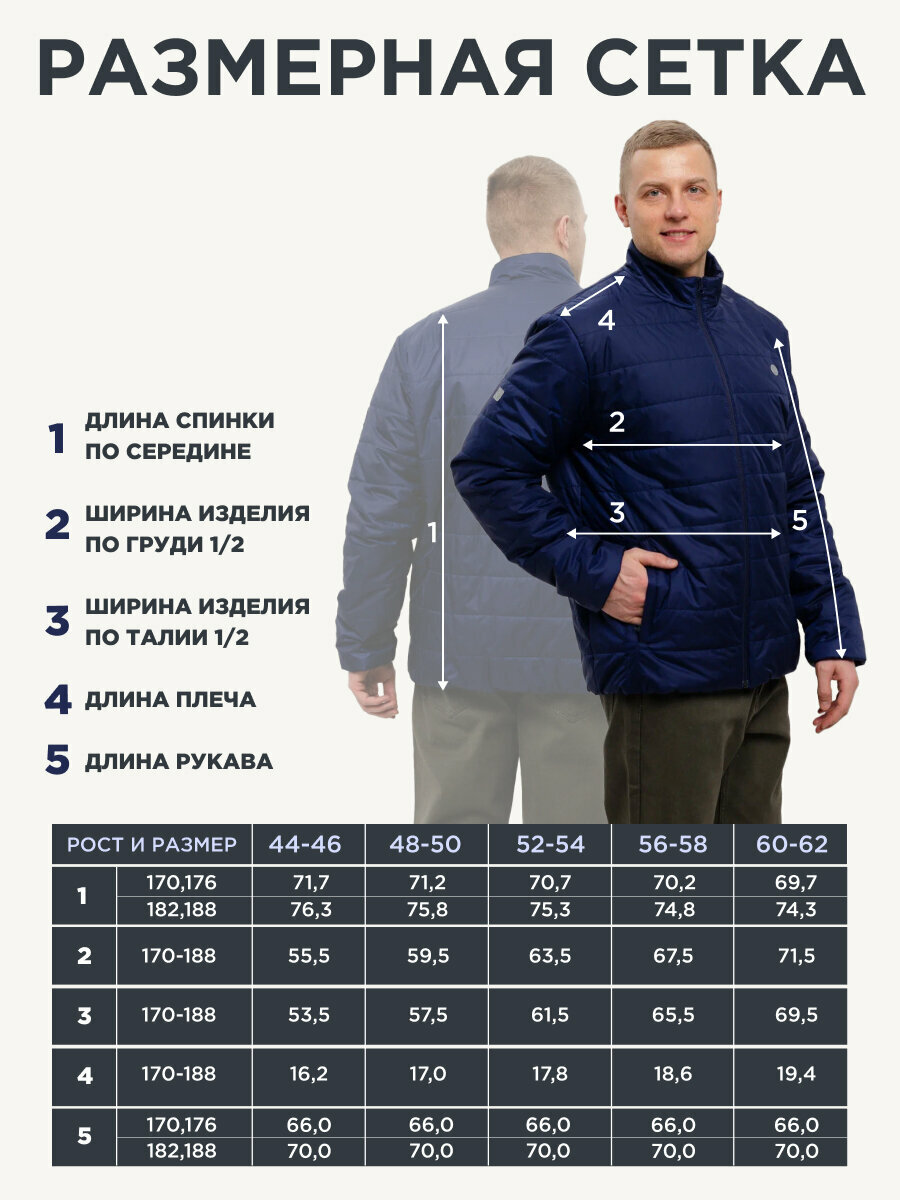 РАЗМЕРНАЯ СЕТКА
4
2
3
1
5
1 ДЛИНА СПИНКИ
ПО СЕРЕДИНЕ
2 ШИРИНА ИЗДЕЛИЯ
ПО ГРУДИ 1/2
3 ШИРИНА ИЗДЕЛИЯ
ПО ТАЛИИ 1/2
4 ДЛИНА ПЛЕЧА
5 ДЛИНА РУКАВА
РОСТ И РАЗМЕР 44-46 48-50 52-54 56-58 60-62
1 170,176 71,7 71,2 70,7 70,2 69,7
182,188 76,3 75,8 75,3 74,8 74,3
2 170-188 55,5 59,5 63,5 67,5 71,5
3 170-188 53,5 57,5 61,5 65,5 69,5
4 170-188 16,2 17,0 17,8 18,6 19,4
5 170,176 66,0 66,0 66,0 66,0 66,0
182,188 70,0 70,0 70,0 70,0 70,0